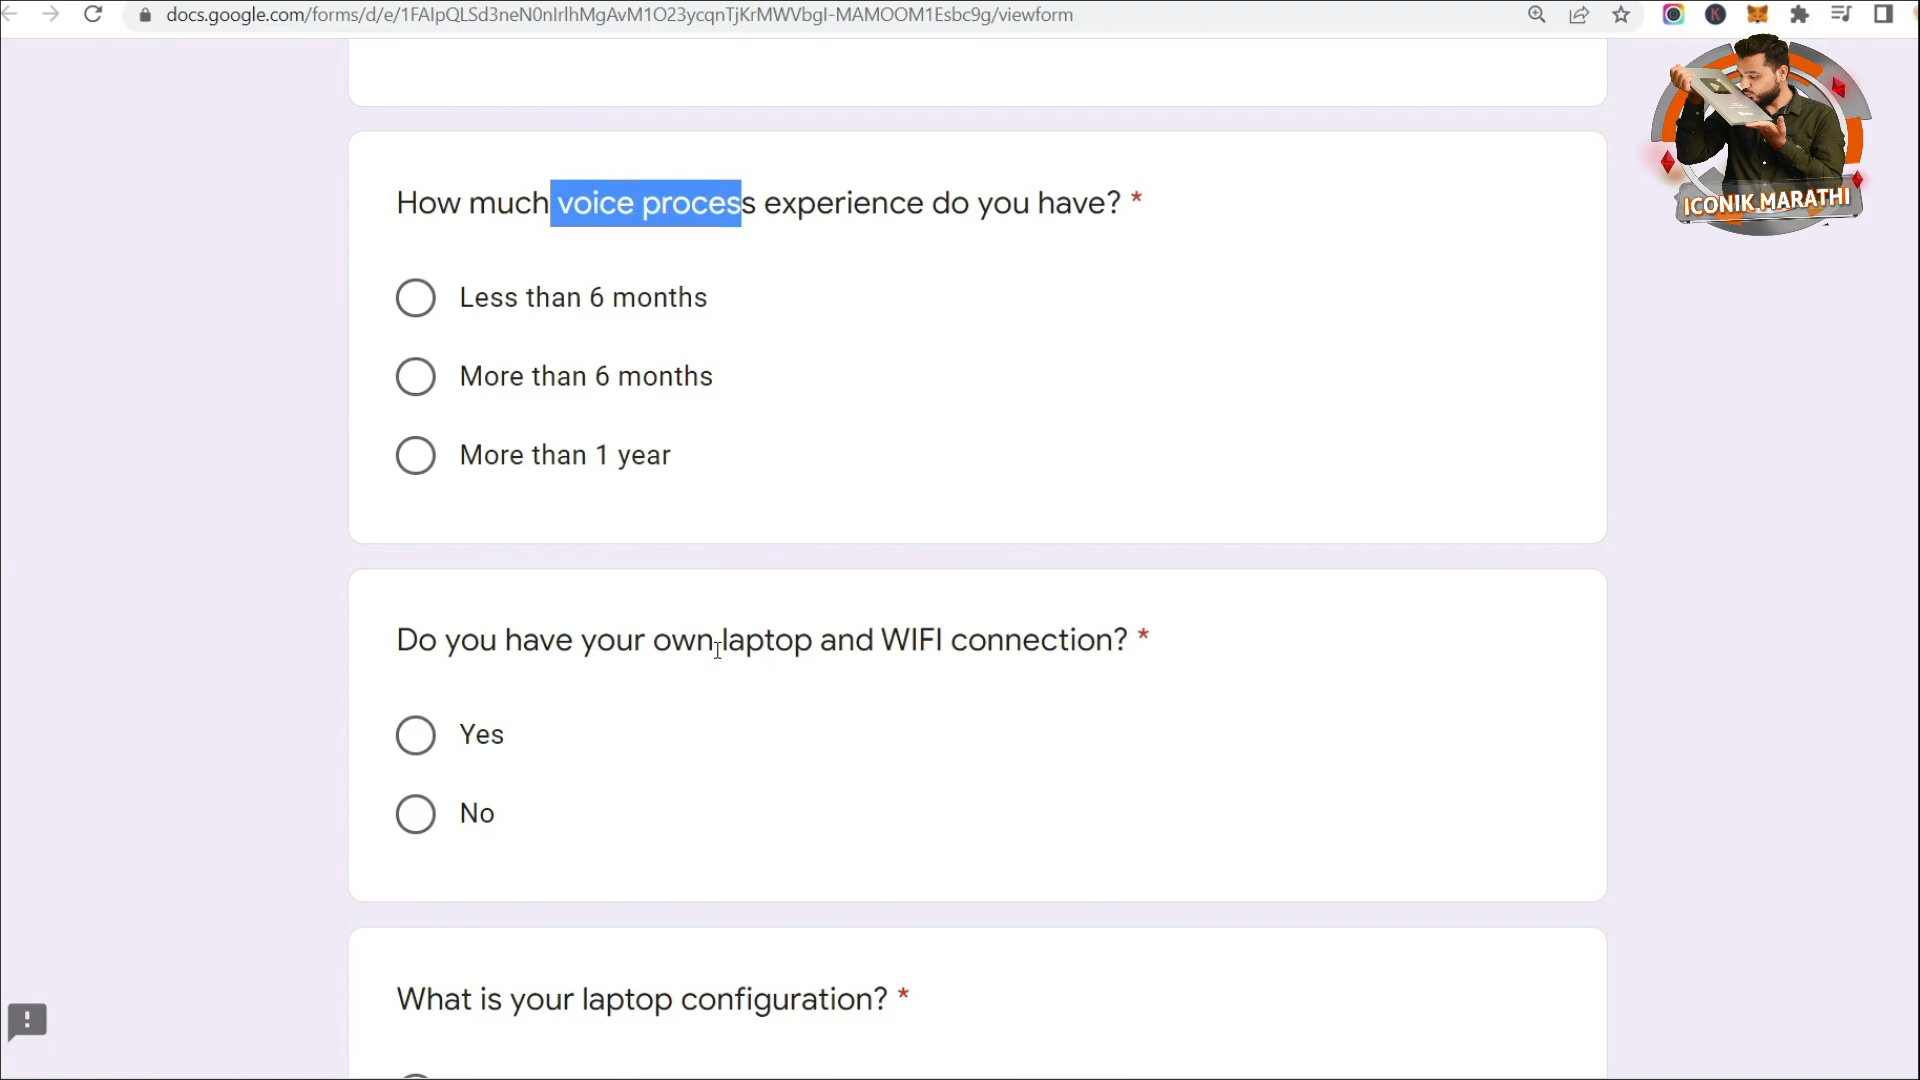 docs.google.com/forms/d/e/1FAIpQLSd3neN0nIrlhMgAvM1O23ycqnTjKrMWVbgI-MAMOOM1Esbc9g/viewform
K
ICONIK MARATHI
How much voice process experience do you have? *
Less than 6 months
More than 6 months
More than 1 year
Do you have your own laptop and WIFI connection? *
Yes
No
What is your laptop configuration? *